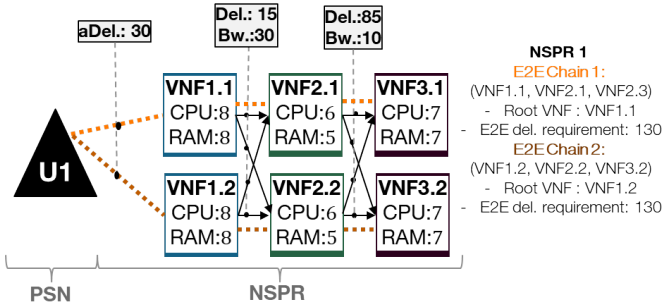 aDel.: 30
Del.: 15
Bw.:30
Del.:85
Bw.:10
U1
VNF1.1
CPU:8
RAM:8
VNF2.1
CPU:6
RAM:5
VNF3.1
CPU:7
RAM:7
VNF1.2
CPU:8
RAM:8
VNF2.2
CPU:6
RAM:5
VNF3.2
CPU:7
RAM:7
PSN
NSPR
NSPR 1
E2E Chain 1:
(VNF1.1, VNF2.1, VNF2.3)
- Root VNF : VNF1.1
- E2E del. requirement: 130
E2E Chain 2:
(VNF1.2, VNF2.2, VNF3.2)
- Root VNF : VNF1.2
- E2E del. requirement: 130